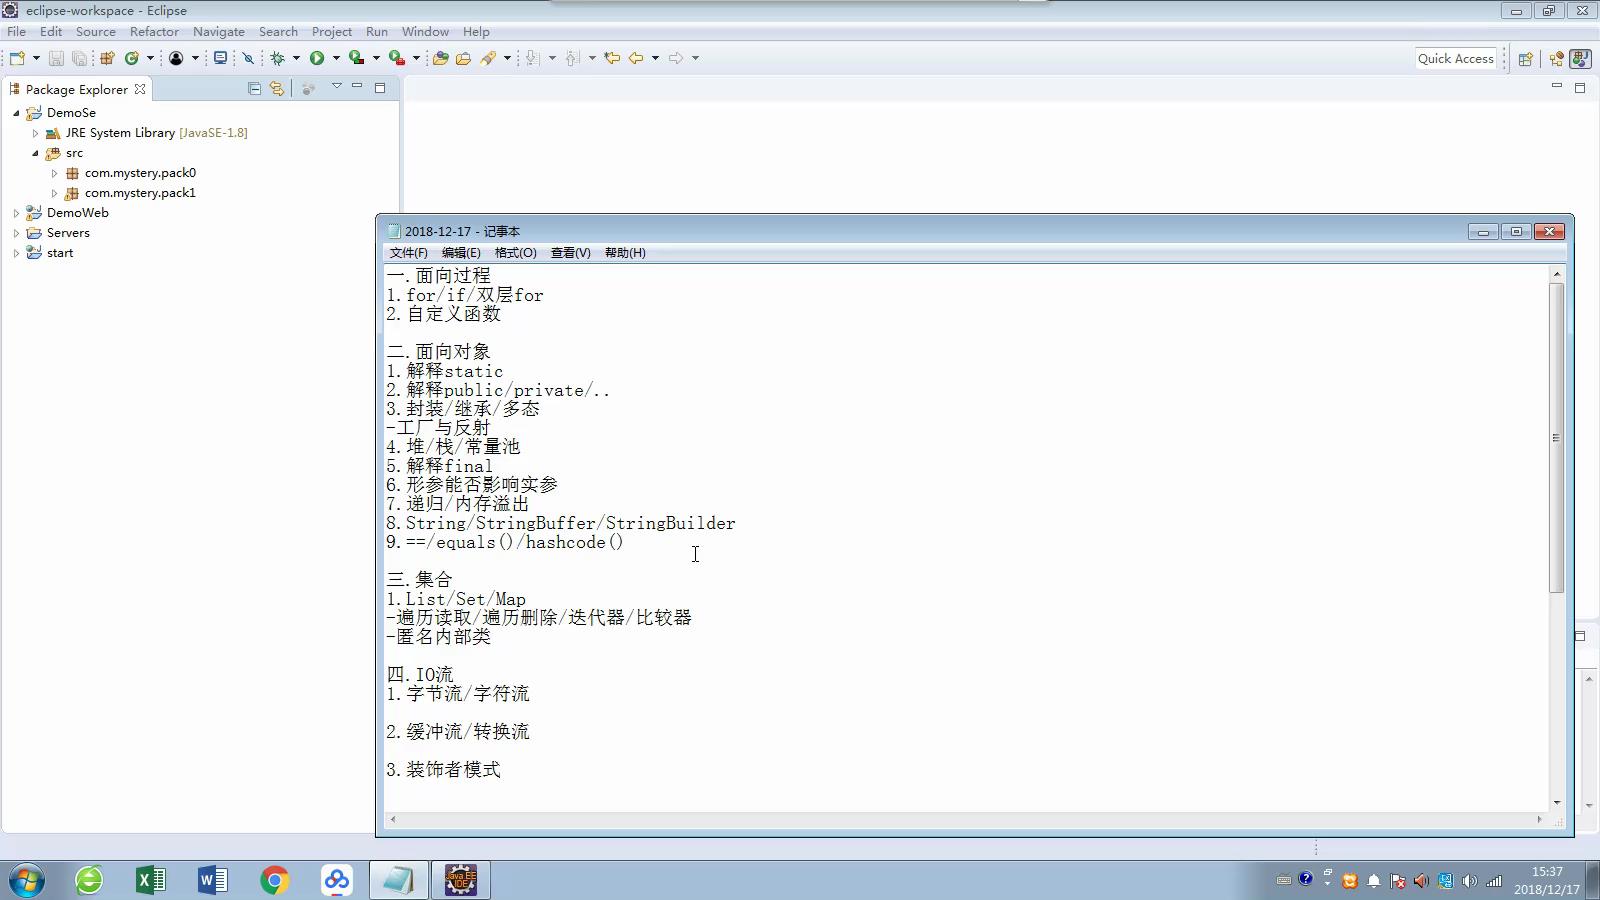 eclipse-workspace - Eclipse
File Edit Source Refactor Navigate Search Project Run Window Help
Quick Access
Package Explorer
DemoSe
JRE System Library [JavaSE-1.8]
src
com.mystery.pack0
com.mystery.pack1
DemoWeb
Servers
start
2018-12-17 - 记事本
文件(F) 编辑(E) 格式(O) 查看(V) 帮助(H)
一.面向过程
1.for/if/双层for
2.自定义函数
二.面向对象
1.解释static
2.解释public/private/..
3.封装/继承/多态
-工厂与反射
4.堆/栈/常量池
5.解释final
6.形参能否影响实参
7.递归/内存溢出
8.String/StringBuffer/StringBuilder
9.==/equals()/hashcode()
三.集合
1.List/Set/Map
-遍历读取/遍历删除/迭代器/比较器
-匿名内部类
四.IO流
1.字节流/字符流
2.缓冲流/转换流
3.装饰者模式
Java EE
IDE
15:37
2018/12/17